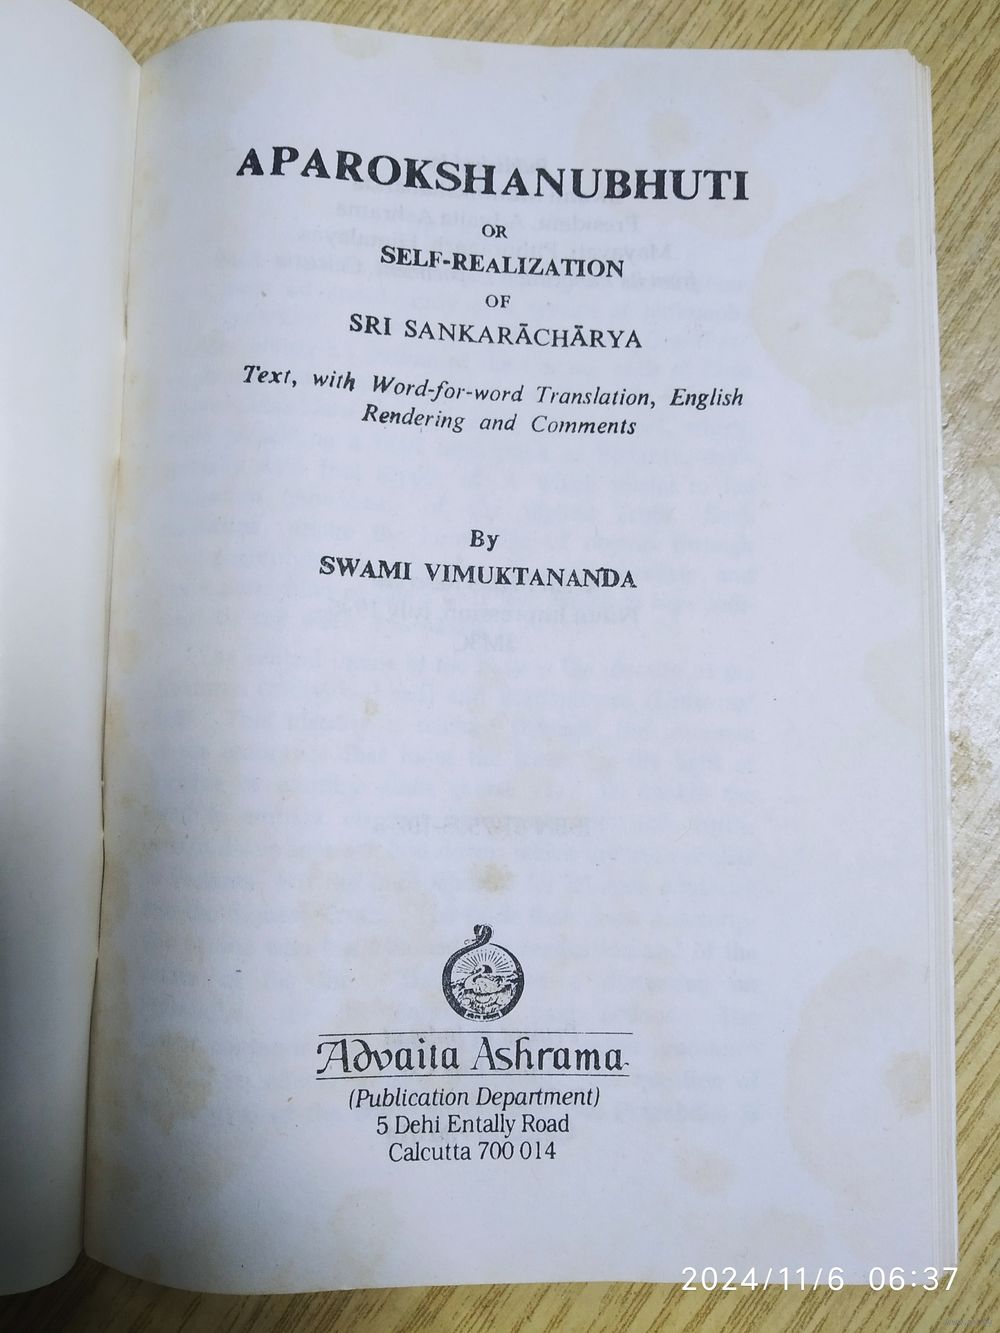 APAROKSHANUBHUTI
OR
SELF-REALIZATION
OF
SRI SANKARĀCHĀRYA
Text, with Word-for-word Translation, English
Rendering and Comments
By
SWAMI VIMUKTANANDA
Advaita Ashrama
(Publication Department)
5 Dehi Entally Road
Calcutta 700 014
2024/11/6 06:37